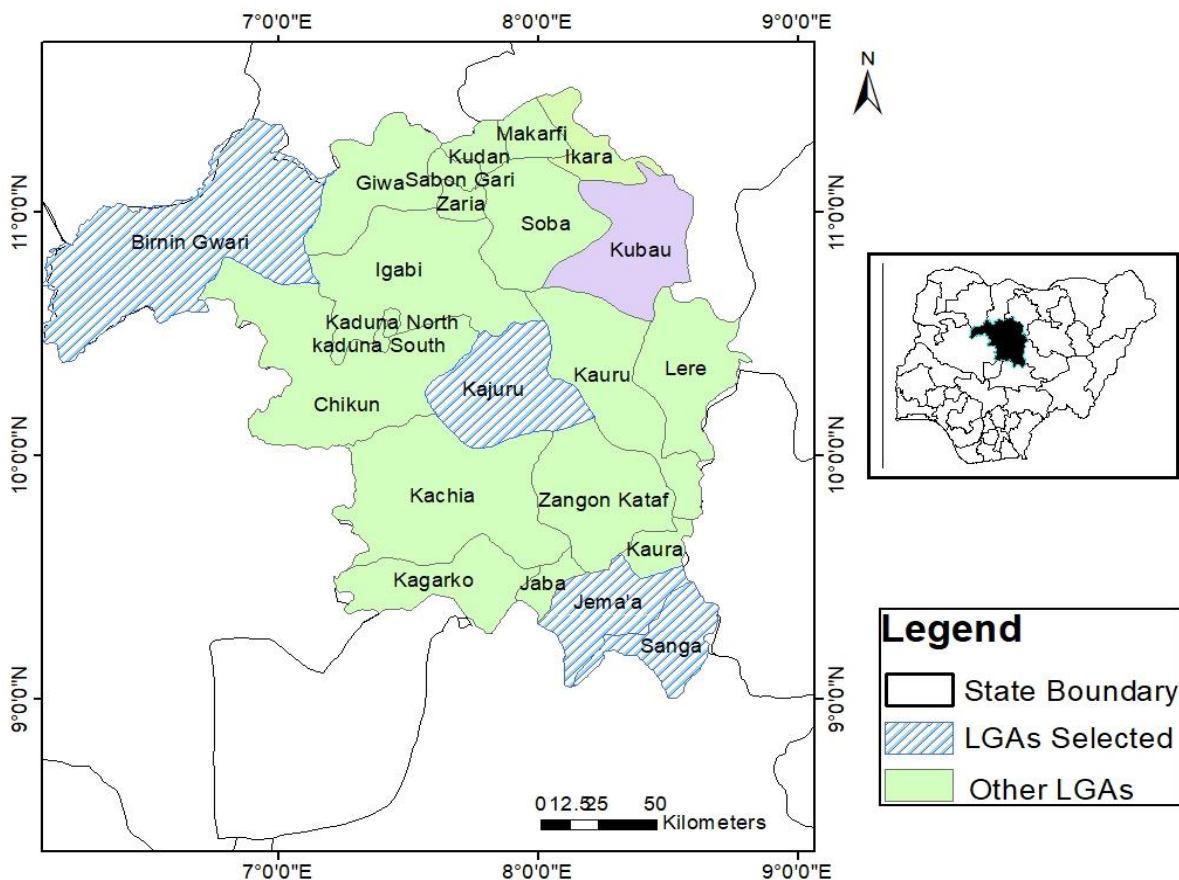 7°0'0"E 8°0'0"E 9°0'0"E
N
11°0'0"N
10°0'0"N
9°0'0"N
Makarfi
Kudan
Ikara
Giwa
Sabon Gari
Zaria
Soba
Birnin Gwari
Kubau
Igabi
Kaduna North
kaduna South
Kajuru
Kauru
Lere
Chikun
Kachia
Zangon Kataf
Kaura
Kagarko
Jaba
Jema'a
Sanga
11°0'0"N
10°0'0"N
9°0'0"N
0 12.5 25 50
Kilometers
7°0'0"E 8°0'0"E 9°0'0"E
Legend
State Boundary
LGAs Selected
Other LGAs